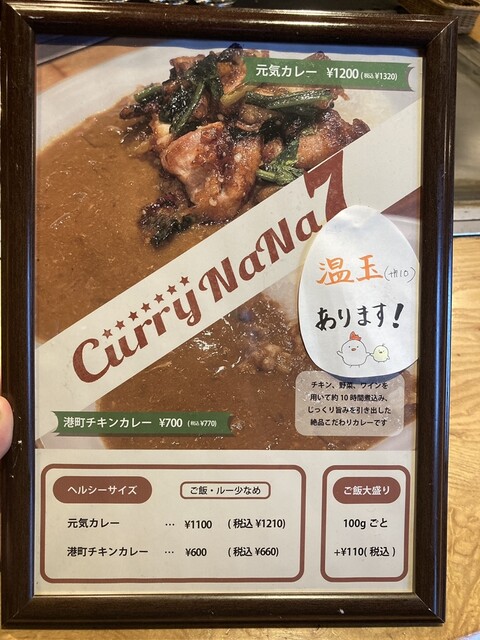 元気カレー ¥1200 (税込 ¥1320)
Curry NaNa 7
温玉(+110)
あります!
チキン、野菜、ワインを
用いて約10時間煮込み、
じっくり旨みを引き出した
絶品こだわりカレーです
港町チキンカレー ¥700 (税込 ¥770)
ヘルシーサイズ ご飯・ルー少なめ
元気カレー … ¥1100 (税込 ¥1210)
港町チキンカレー … ¥600 (税込 ¥660)
ご飯大盛り
100g ごと
+¥110(税込)